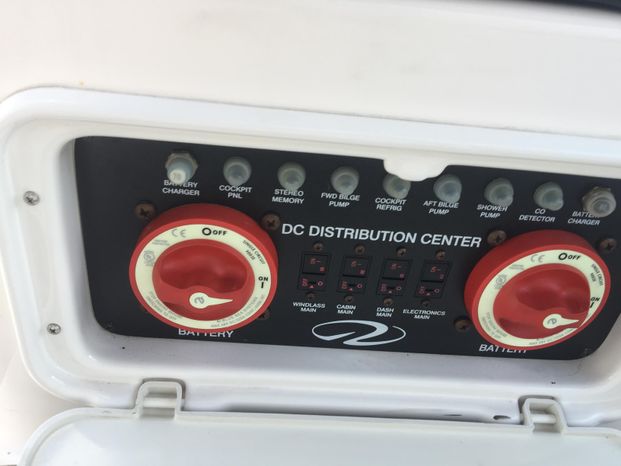 BATTERY
CHARGER
COCKPIT
PNL
STEREO
MEMORY
FWD BILGE
PUMP
COCKPIT
REFRIG
AFT BILGE
PUMP
SHOWER
PUMP
CO
DETECTOR
BATTERY
CHARGER
DC DISTRIBUTION CENTER
OFF
ON
OFF
ON
WINDLASS
MAIN
CABIN
MAIN
DASH
MAIN
ELECTRONICS
MAIN
BATTERY
BATTERY